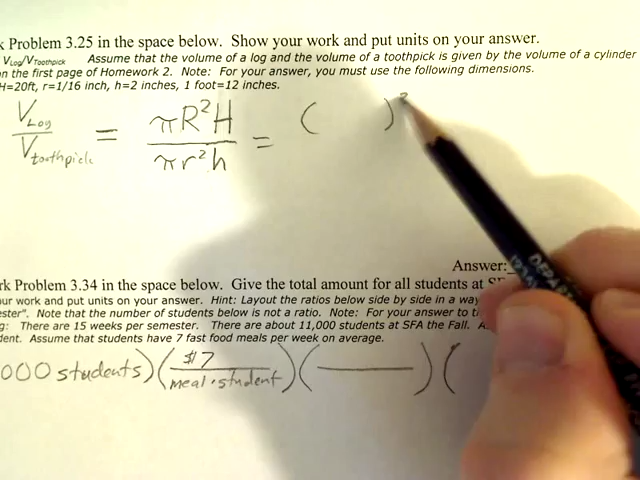 k Problem 3.25 in the space below. Show your work and put units on your answer.
VLog/VToothpick Assume that the volume of a log and the volume of a toothpick is given by the volume of a cylinder
n the first page of Homework 2. Note: For your answer, you must use the following dimensions.
H=20ft, r=1/16 inch, h=2 inches, 1 foot=12 inches.
VLog / Vtoothpick = πR²H / πr²h = ( )²
Answer:
rk Problem 3.34 in the space below. Give the total amount for all students at SF
our work and put units on your answer. Hint: Layout the ratios below side by side in a way
ester". Note that the number of students below is not a ratio. Note: For your answer to
g: There are 15 weeks per semester. There are about 11,000 students at SFA the Fall. A
dent. Assume that students have 7 fast food meals per week on average.
000 students) ($7 / meal·student) ( ) (
DEPAR